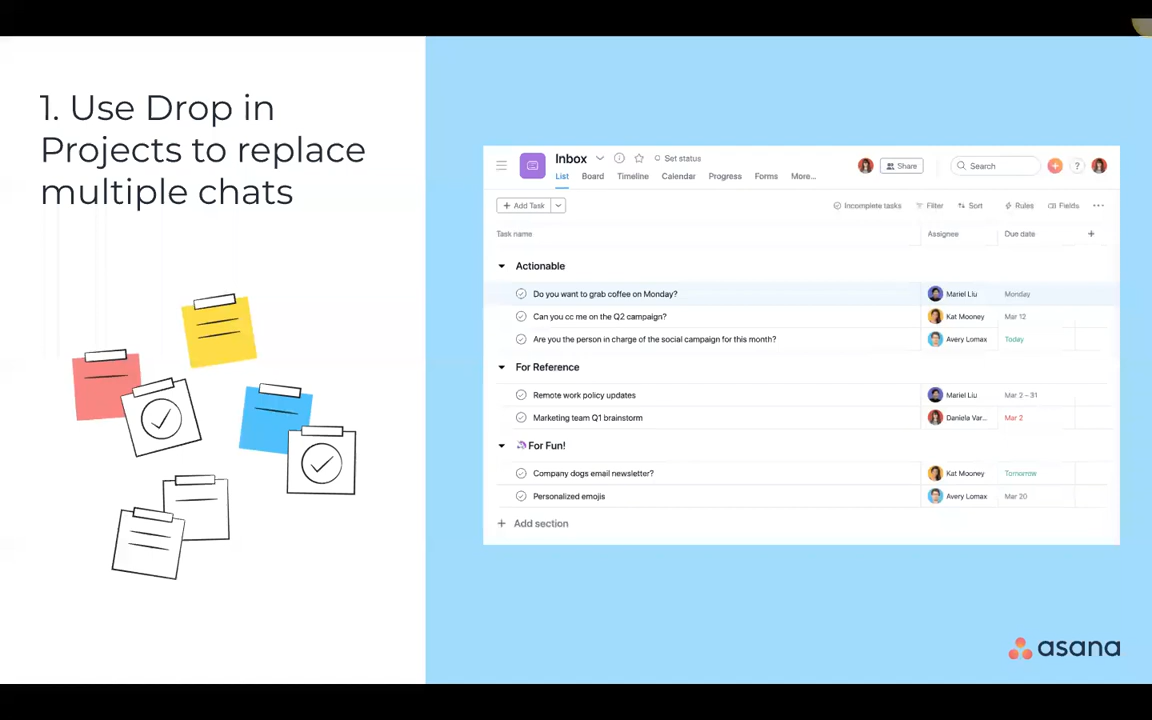 1. Use Drop in
Projects to replace
multiple chats
Inbox
Set status
Share
Search
?
List Board Timeline Calendar Progress Forms More...
+ Add Task
Incomplete tasks Filter Sort Rules Fields
Task name Assignee Due date +
Actionable
Do you want to grab coffee on Monday? Mariel Liu Monday
Can you cc me on the Q2 campaign? Kat Mooney Mar 12
Are you the person in charge of the social campaign for this month? Avery Lomax Today
For Reference
Remote work policy updates Mariel Liu Mar 2 – 31
Marketing team Q1 brainstorm Daniela Var... Mar 2
For Fun!
Company dogs email newsletter? Kat Mooney Tomorrow
Personalized emojis Avery Lomax Mar 20
+ Add section
asana